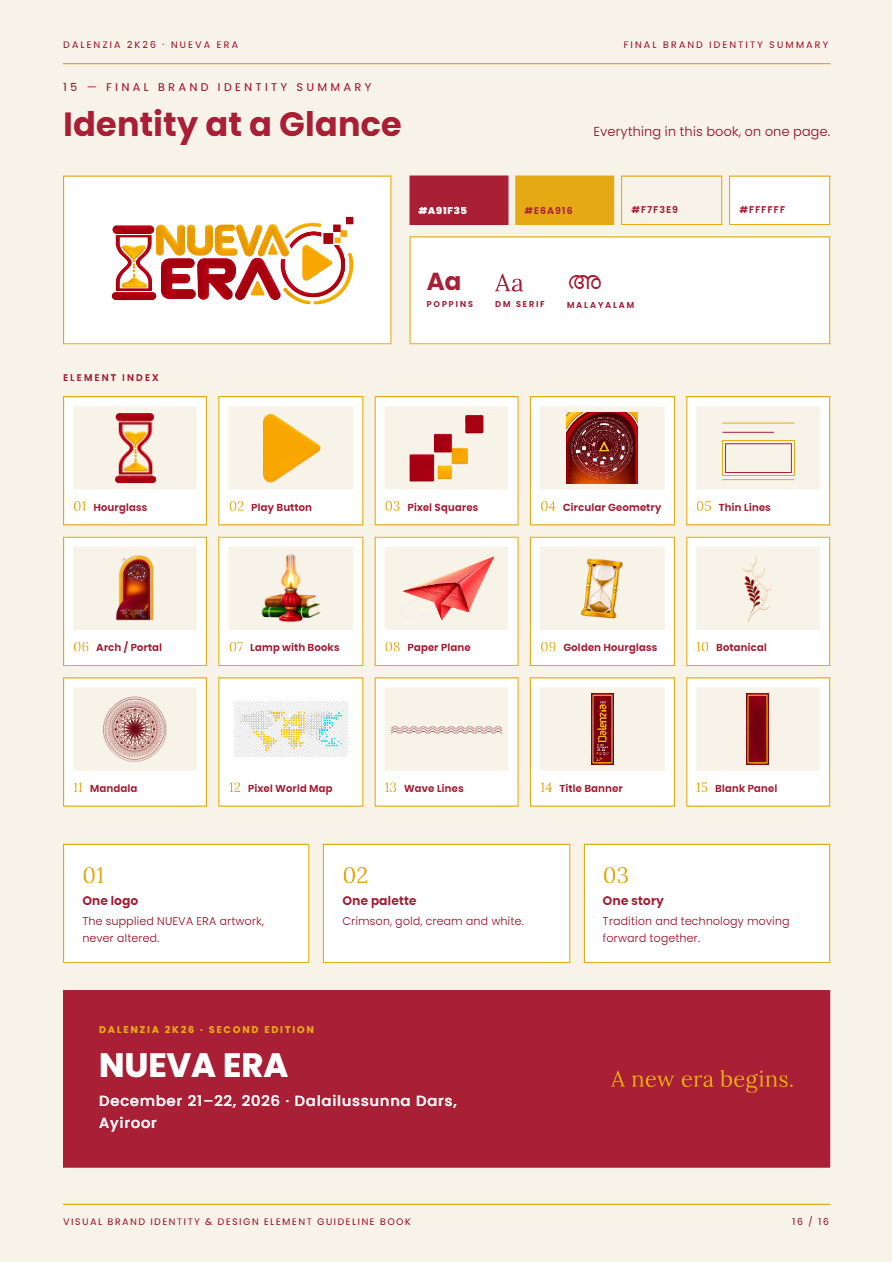 DALENZIA 2K26 · NUEVA ERA
FINAL BRAND IDENTITY SUMMARY
15 — FINAL BRAND IDENTITY SUMMARY
Identity at a Glance
Everything in this book, on one page.
NUEVA
ERA
#A91F35
#E6A916
#F7F3E9
#FFFFFF
Aa
POPPINS
Aa
DM SERIF
അ
MALAYALAM
ELEMENT INDEX
01 Hourglass
02 Play Button
03 Pixel Squares
04 Circular Geometry
05 Thin Lines
06 Arch / Portal
07 Lamp with Books
08 Paper Plane
09 Golden Hourglass
10 Botanical
11 Mandala
12 Pixel World Map
13 Wave Lines
Dalenzia
14 Title Banner
15 Blank Panel
01
One logo
The supplied NUEVA ERA artwork,
never altered.
02
One palette
Crimson, gold, cream and white.
03
One story
Tradition and technology moving
forward together.
DALENZIA 2K26 · SECOND EDITION
NUEVA ERA
December 21–22, 2026 · Dalailussunna Dars,
Ayiroor
A new era begins.
VISUAL BRAND IDENTITY & DESIGN ELEMENT GUIDELINE BOOK
16 / 16